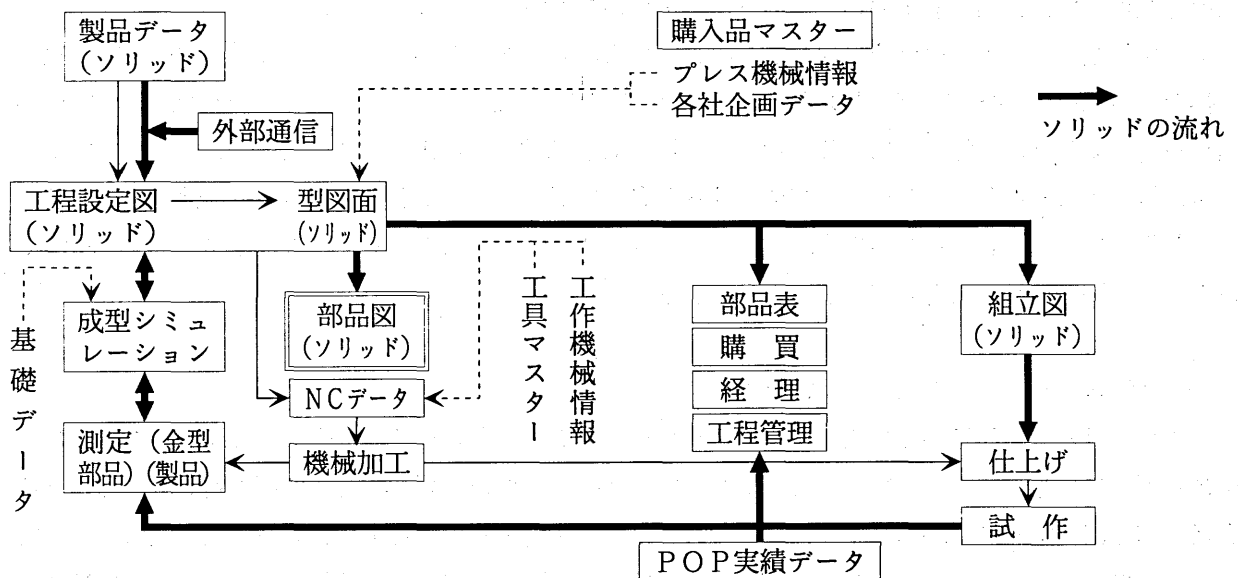 製品データ
(ソリッド)
購入品マスター
プレス機械情報
各社企画データ
ソリッドの流れ
外部通信
工程設定図
(ソリッド)
型図面
(ソリッド)
基礎データ
成型シミュ
レーション
部品図
(ソリッド)
工具マスター
工作機械情報
部品表
購 買
経 理
工程管理
組立図
(ソリッド)
NCデータ
測定(金型
部品)(製品)
機械加工
仕上げ
試 作
POP実績データ